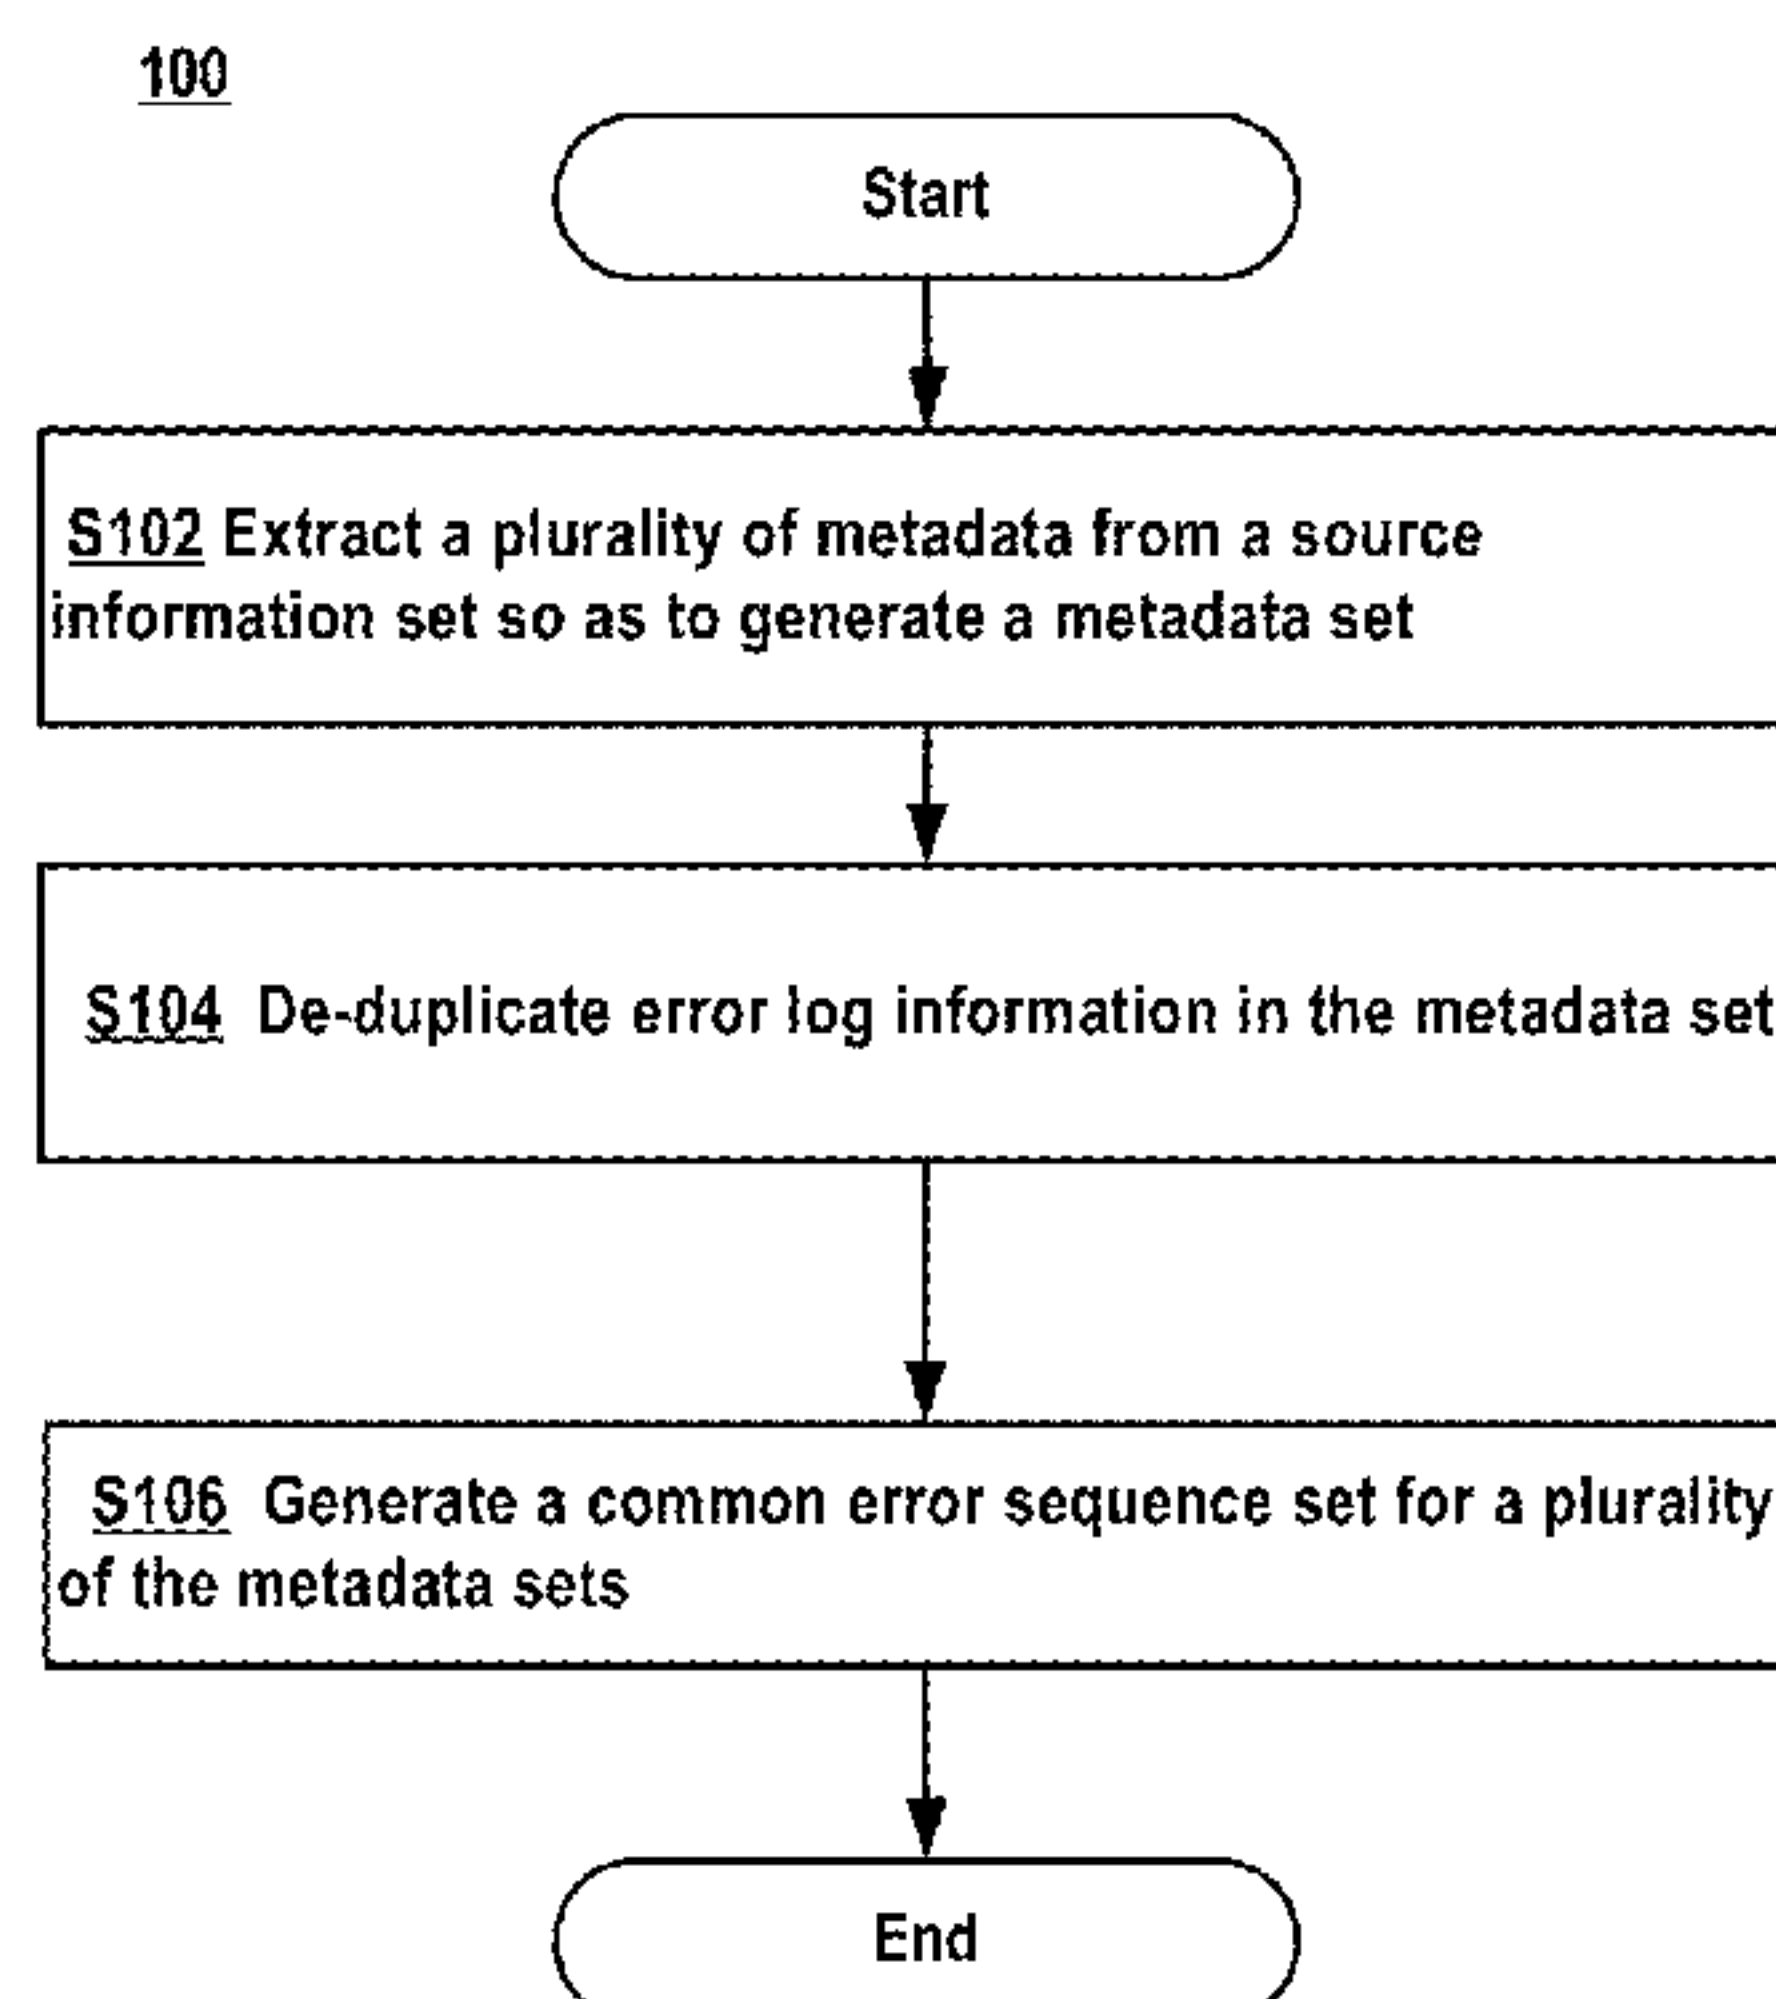 100
Start
S102 Extract a plurality of metadata from a source
information set so as to generate a metadata set
S104 De-duplicate error log information in the metadata set
S106 Generate a common error sequence set for a plurality
of the metadata sets
End